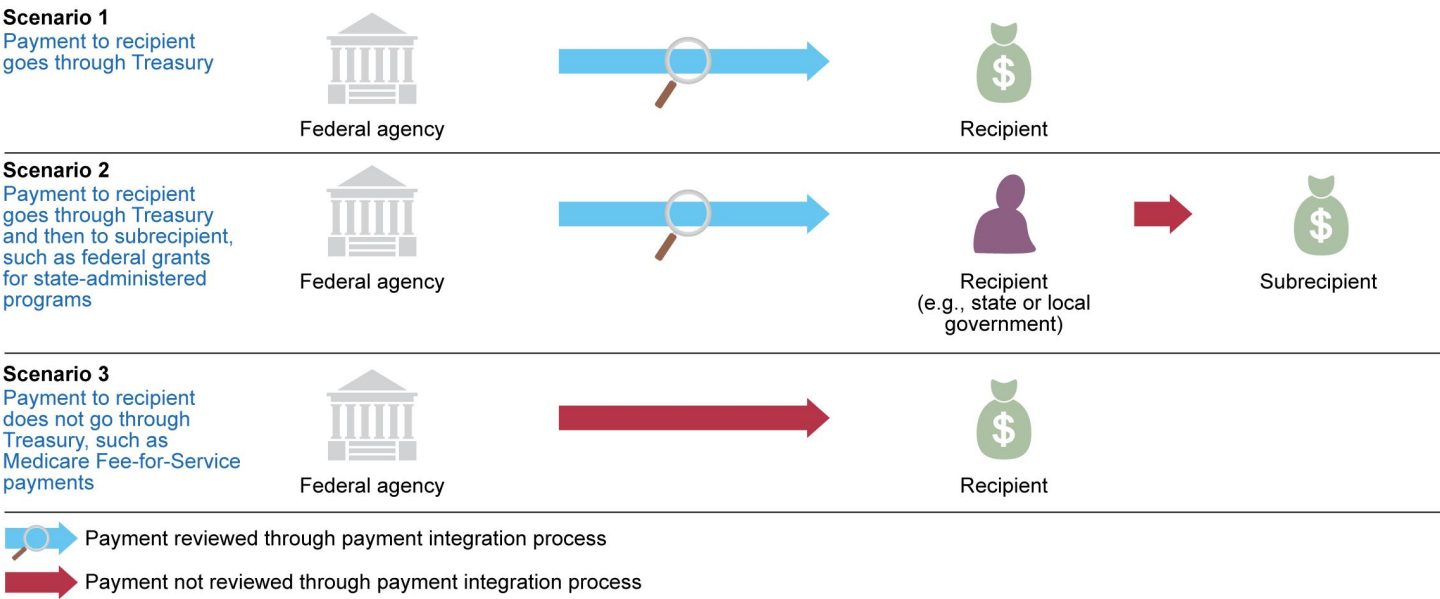 Scenario 1
Payment to recipient
goes through Treasury
Federal agency
$
Recipient
Scenario 2
Payment to recipient
goes through Treasury
and then to subrecipient,
such as federal grants
for state-administered
programs
Federal agency
Recipient
(e.g., state or local
government)
$
Subrecipient
Scenario 3
Payment to recipient
does not go through
Treasury, such as
Medicare Fee-for-Service
payments
Federal agency
$
Recipient
Payment reviewed through payment integration process
Payment not reviewed through payment integration process